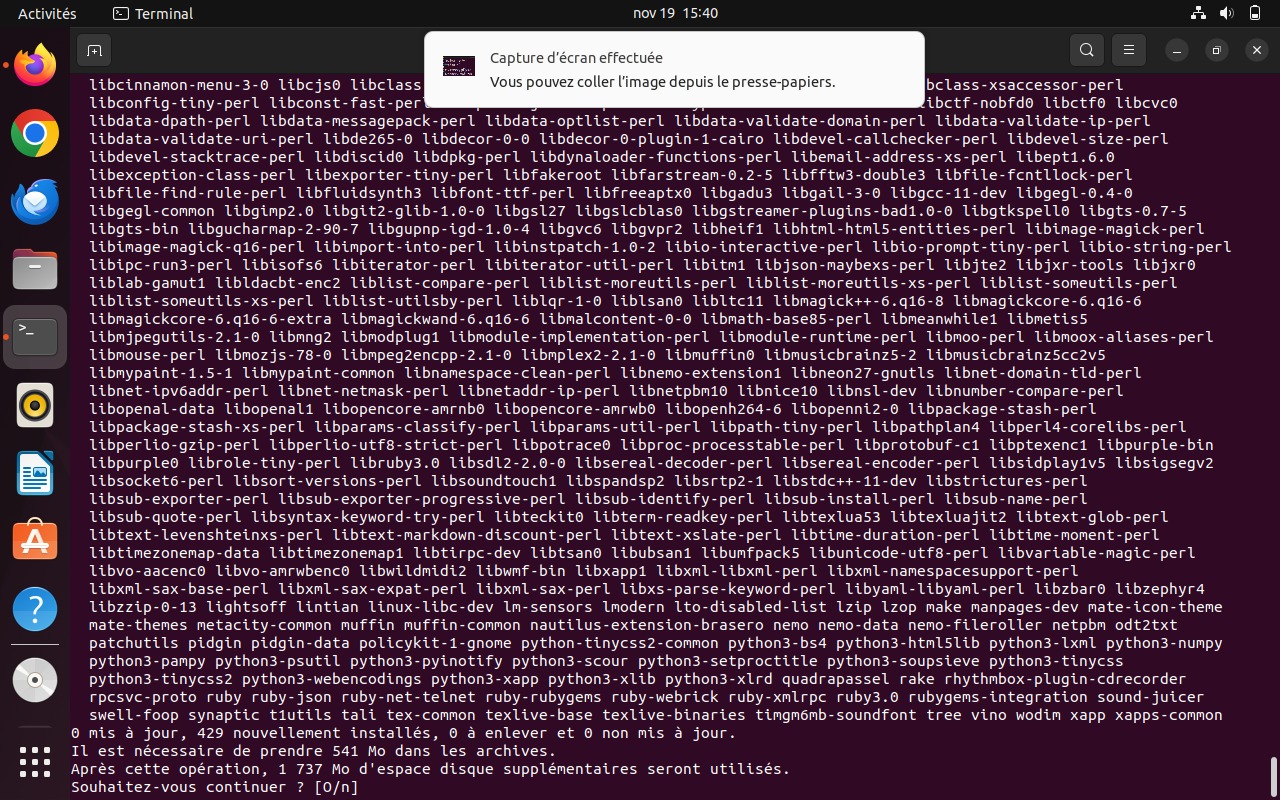 Activités
Terminal
nov 19 15:40
Capture d'écran effectuée
Vous pouvez coller l'image depuis le presse-papiers.
libcinnamon-menu-3-0 libcjs0 libclass bclass-xsaccessor-perl
libconfig-tiny-perl libconst-fast-perl libctf-nobfd0 libctf0 libcvc0
libdata-dpath-perl libdata-messagepack-perl libdata-optlist-perl libdata-validate-domain-perl libdata-validate-ip-perl
libdata-validate-uri-perl libde265-0 libdecor-0-0 libdecor-0-plugin-1-cairo libdevel-callchecker-perl libdevel-size-perl
libdevel-stacktrace-perl libdiscid0 libdpkg-perl libdynaloader-functions-perl libemail-address-xs-perl libept1.6.0
libexception-class-perl libexporter-tiny-perl libfakeroot libfarstream-0.2-5 libfftw3-double3 libfile-fcntllock-perl
libfile-find-rule-perl libfluidsynth3 libfont-ttf-perl libfreeaptx0 libgadu3 libgail-3-0 libgcc-11-dev libgegl-0.4-0
libgegl-common libgimp2.0 libgit2-glib-1.0-0 libgsl27 libgslcblas0 libgstreamer-plugins-bad1.0-0 libgtkspell0 libgts-0.7-5
libgts-bin libgucharmap-2-90-7 libgupnp-igd-1.0-4 libgvc6 libgvpr2 libheif1 libhtml-html5-entities-perl libimage-magick-perl
libimage-magick-q16-perl libimport-into-perl libinstpatch-1.0-2 libio-interactive-perl libio-prompt-tiny-perl libio-string-perl
libipc-run3-perl libisofs6 libiterator-perl libiterator-util-perl libitm1 libjson-maybexs-perl libjte2 libjxr-tools libjxr0
liblab-gamut1 libldacbt-enc2 liblist-compare-perl liblist-moreutils-perl liblist-moreutils-xs-perl liblist-someutils-perl
liblist-someutils-xs-perl liblist-utilsby-perl liblqr-1-0 liblsan0 libltc11 libmagick++-6.q16-8 libmagickcore-6.q16-6
libmagickcore-6.q16-6-extra libmagickwand-6.q16-6 libmalcontent-0-0 libmath-base85-perl libmeanwhile1 libmetis5
libmjpegutils-2.1-0 libmng2 libmodplug1 libmodule-implementation-perl libmodule-runtime-perl libmoo-perl libmoox-aliases-perl
libmouse-perl libmozjs-78-0 libmpeg2encpp-2.1-0 libmplex2-2.1-0 libmuffin0 libmusicbrainz5-2 libmusicbrainz5cc2v5
libmypaint-1.5-1 libmypaint-common libnamespace-clean-perl libnemo-extension1 libneon27-gnutls libnet-domain-tld-perl
libnet-ipv6addr-perl libnet-netmask-perl libnetaddr-ip-perl libnetpbm10 libnice10 libnsl-dev libnumber-compare-perl
libopenal-data libopenal1 libopencore-amrnb0 libopencore-amrwb0 libopenh264-6 libopenni2-0 libpackage-stash-perl
libpackage-stash-xs-perl libparams-classify-perl libparams-util-perl libpath-tiny-perl libpathplan4 libperl4-corelibs-perl
libperlio-gzip-perl libperlio-utf8-strict-perl libpotrace0 libproc-processtable-perl libprotobuf-c1 libptexenc1 libpurple-bin
libpurple0 librole-tiny-perl libruby3.0 libsdl2-2.0-0 libsereal-decoder-perl libsereal-encoder-perl libsidplay1v5 libsigsegv2
libsocket6-perl libsort-versions-perl libsoundtouch1 libspandsp2 libsrtp2-1 libstdc++-11-dev libstrictures-perl
libsub-exporter-perl libsub-exporter-progressive-perl libsub-identify-perl libsub-install-perl libsub-name-perl
libsub-quote-perl libsyntax-keyword-try-perl libteckit0 libterm-readkey-perl libtexlua53 libtexluajit2 libtext-glob-perl
libtext-levenshteinxs-perl libtext-markdown-discount-perl libtext-xslate-perl libtime-duration-perl libtime-moment-perl
libtimezonemap-data libtimezonemap1 libtirpc-dev libtsan0 libubsan1 libumfpack5 libunicode-utf8-perl libvariable-magic-perl
libvo-aacenc0 libvo-amrwbenc0 libwildmidi2 libwmf-bin libxapp1 libxml-libxml-perl libxml-namespacesupport-perl
libxml-sax-base-perl libxml-sax-expat-perl libxml-sax-perl libxs-parse-keyword-perl libyaml-libyaml-perl libzbar0 libzephyr4
libzzip-0-13 lightsoff lintian linux-libc-dev lm-sensors lmodern lto-disabled-list lzip lzop make manpages-dev mate-icon-theme
mate-themes metacity-common muffin muffin-common nautilus-extension-brasero nemo nemo-data nemo-fileroller netpbm odt2txt
patchutils pidgin pidgin-data policykit-1-gnome python-tinycss2-common python3-bs4 python3-html5lib python3-lxml python3-numpy
python3-pampy python3-psutil python3-pyinotify python3-scour python3-setproctitle python3-soupsieve python3-tinycss
python3-tinycss2 python3-webencodings python3-xapp python3-xlib python3-xlrd quadrapassel rake rhythmbox-plugin-cdrecorder
rpcsvc-proto ruby ruby-json ruby-net-telnet ruby-rubygems ruby-webrick ruby-xmlrpc ruby3.0 rubygems-integration sound-juicer
swell-foop synaptic t1utils tali tex-common texlive-base texlive-binaries timgm6mb-soundfont tree vino wodim xapp xapps-common
0 mis à jour, 429 nouvellement installés, 0 à enlever et 0 non mis à jour.
Il est nécessaire de prendre 541 Mo dans les archives.
Après cette opération, 1 737 Mo d'espace disque supplémentaires seront utilisés.
Souhaitez-vous continuer ? [O/n]